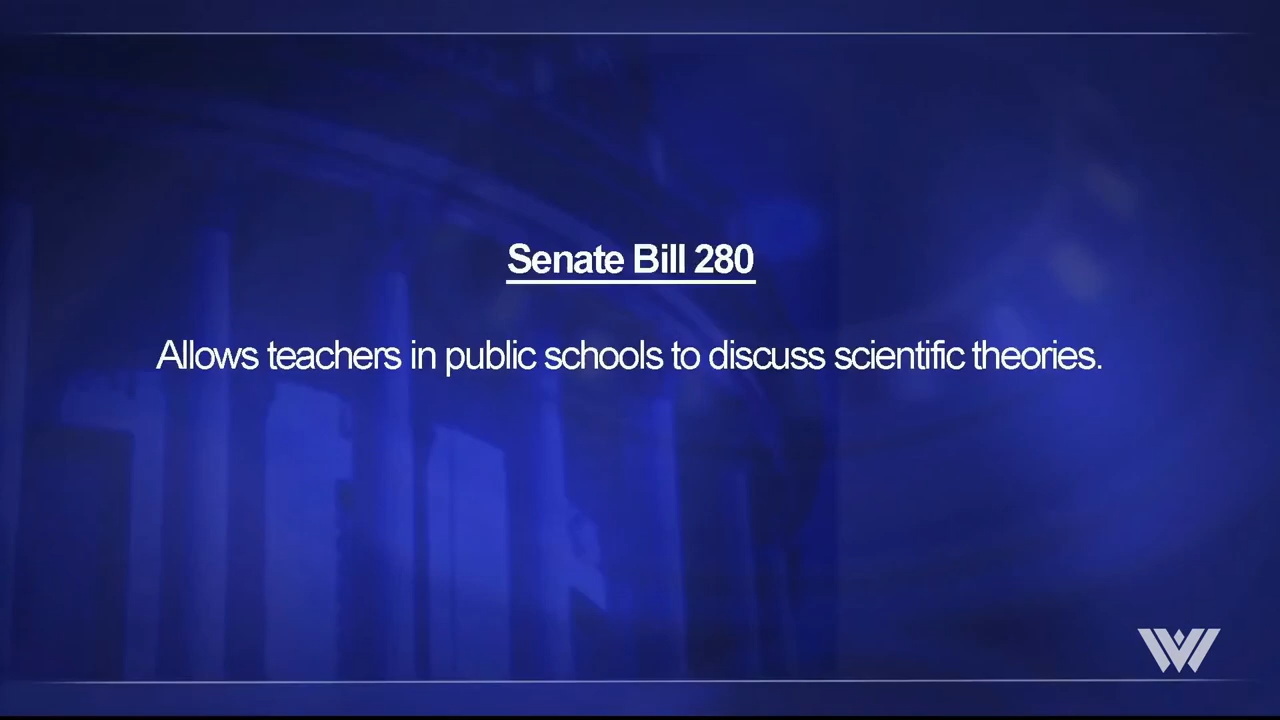 Senate Bill 280
Allows teachers in public schools to discuss scientific theories.